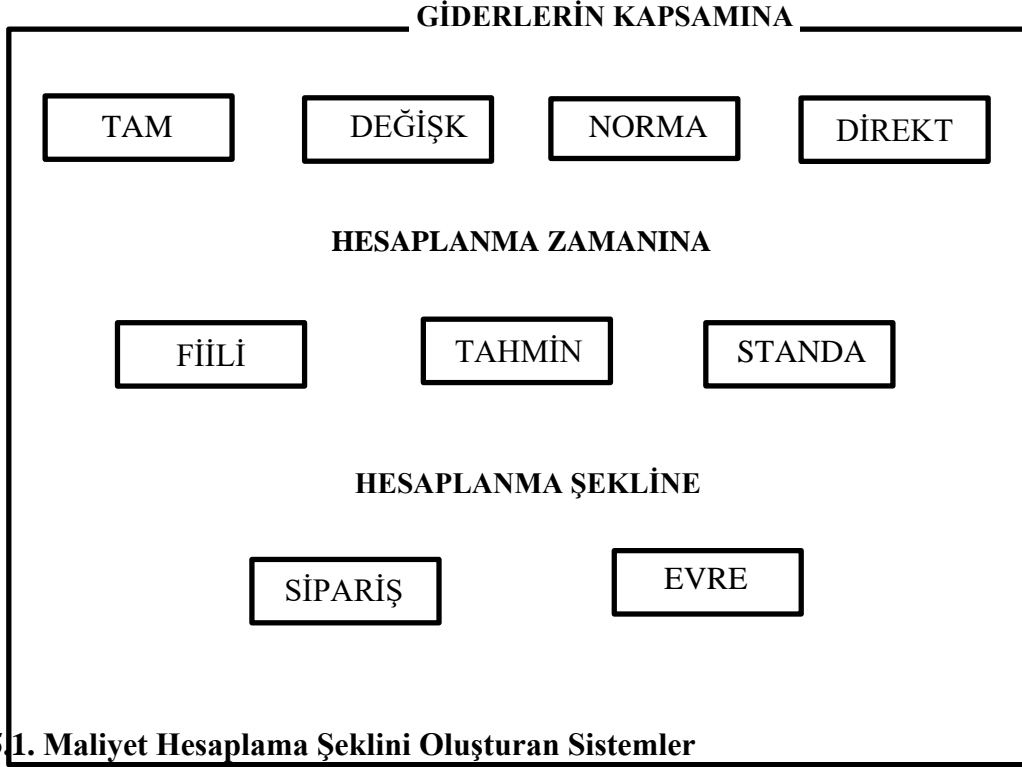 GİDERLERİN KAPSAMINA
TAM DEĞİŞK NORMA DİREKT
HESAPLANMA ZAMANINA
FİİLİ TAHMİN STANDA
HESAPLANMA ŞEKLİNE
SİPARİŞ EVRE
.1. Maliyet Hesaplama Şeklini Oluşturan Sistemler